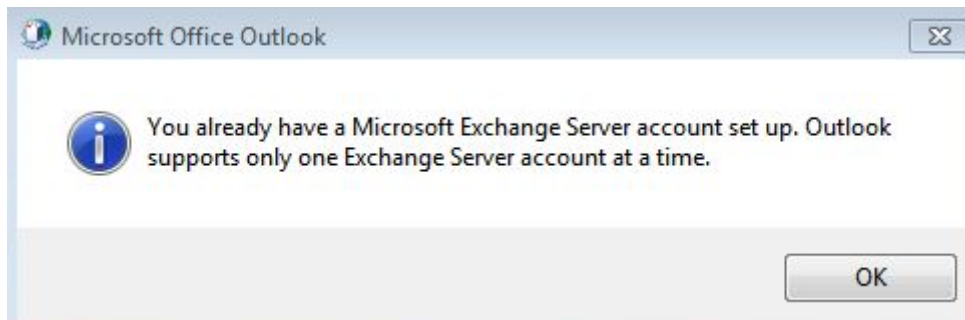 Microsoft Office Outlook
You already have a Microsoft Exchange Server account set up. Outlook
supports only one Exchange Server account at a time.
OK